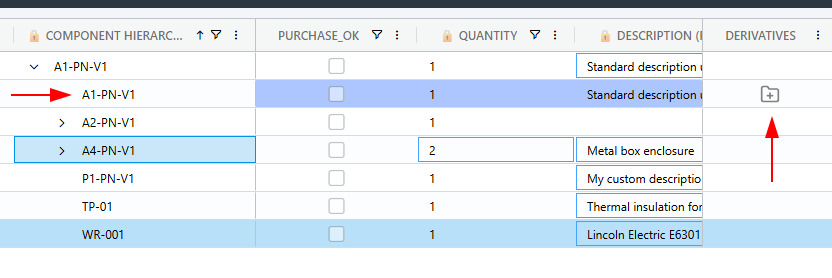 COMPONENT HIERARC... PURCHASE_OK QUANTITY DESCRIPTION ( DERIVATIVES
A1-PN-V1 1 Standard description
A1-PN-V1 1 Standard description
A2-PN-V1 1
A4-PN-V1 2 Metal box enclosure
P1-PN-V1 1 My custom descriptio
TP-01 1 Thermal insulation for
WR-001 1 Lincoln Electric E6301